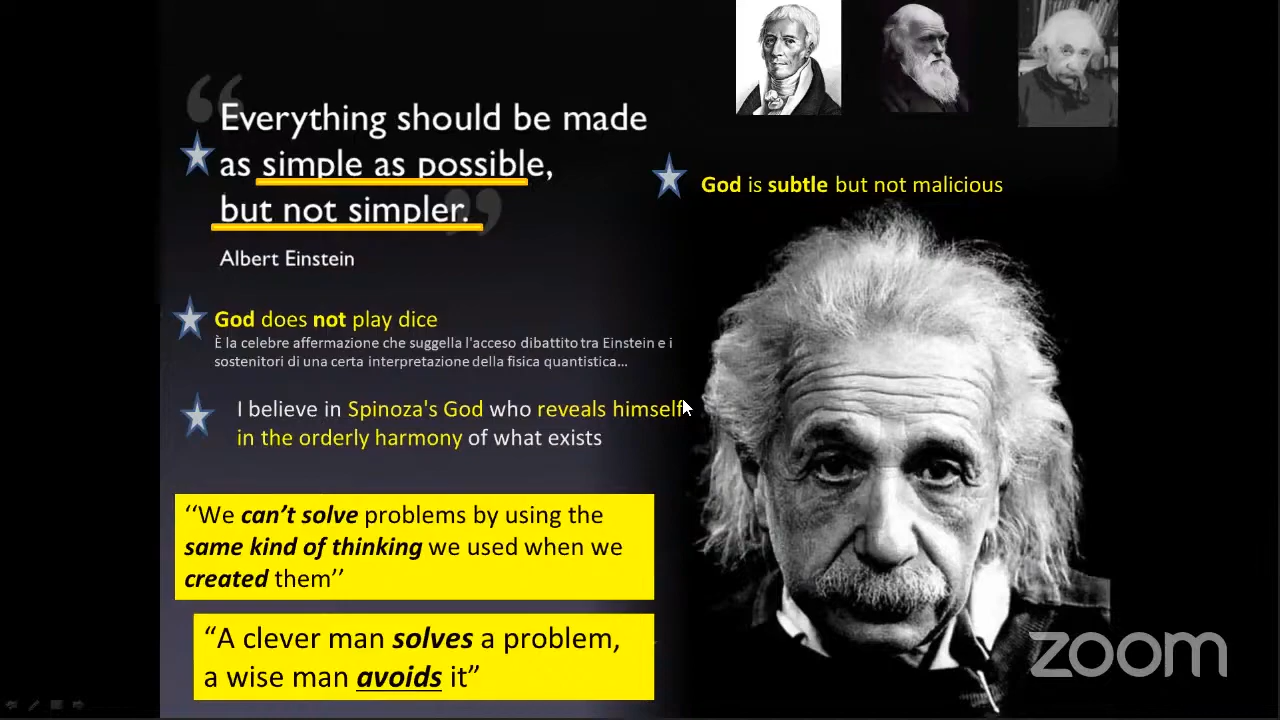 “Everything should be made
as simple as possible,
but not simpler.”
Albert Einstein
God is subtle but not malicious
God does not play dice
È la celebre affermazione che suggella l'acceso dibattito tra Einstein e i
sostenitori di una certa interpretazione della fisica quantistica...
I believe in Spinoza's God who reveals himself
in the orderly harmony of what exists
‘‘We can’t solve problems by using the
same kind of thinking we used when we
created them’’
“A clever man solves a problem,
a wise man avoids it”
zoom